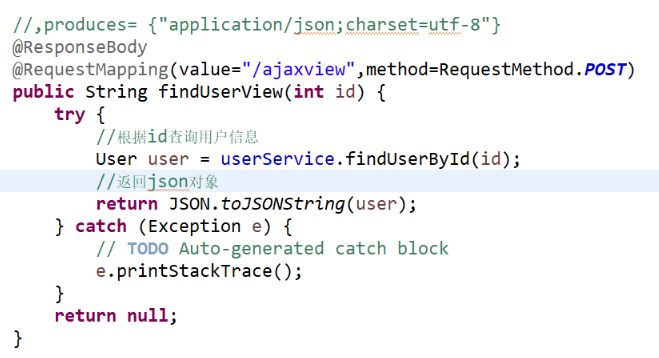 //,produces= {"application/json;charset=utf-8"}
@ResponseBody
@RequestMapping(value="/ajaxview",method=RequestMethod.POST)
public String findUserView(int id) {
    try {
        //根据id查询用户信息
        User user = userService.findUserById(id);
        //返回json对象
        return JSON.toJSONString(user);
    } catch (Exception e) {
        // TODO Auto-generated catch block
        e.printStackTrace();
    }
    return null;
}